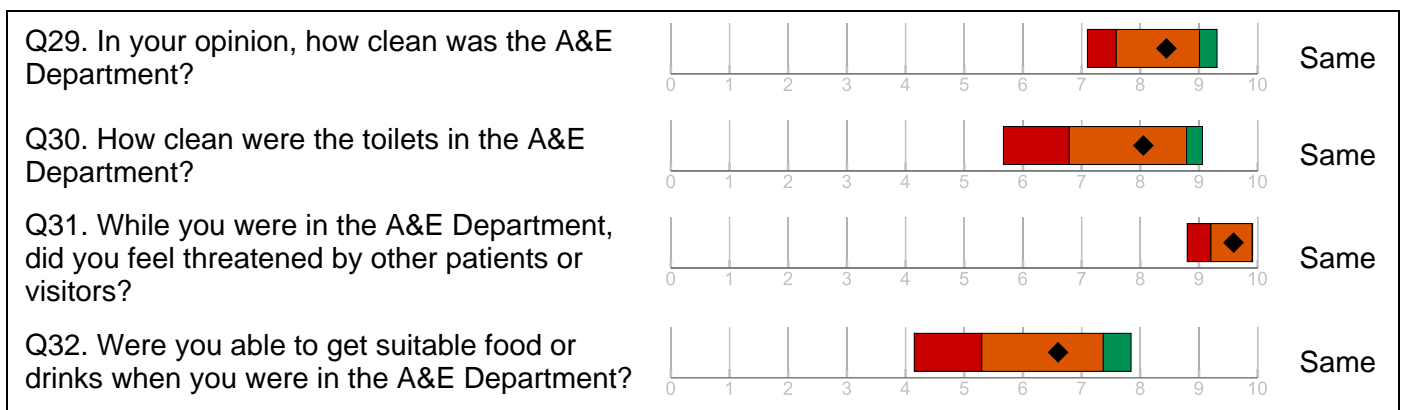 Q29. In your opinion, how clean was the A&E
Department?
Same
0 1 2 3 4 5 6 7 8 9 10
Q30. How clean were the toilets in the A&E
Department?
Same
0 1 2 3 4 5 6 7 8 9 10
Q31. While you were in the A&E Department,
did you feel threatened by other patients or
visitors?
Same
0 1 2 3 4 5 6 7 8 9 10
Q32. Were you able to get suitable food or
drinks when you were in the A&E Department?
Same
0 1 2 3 4 5 6 7 8 9 10